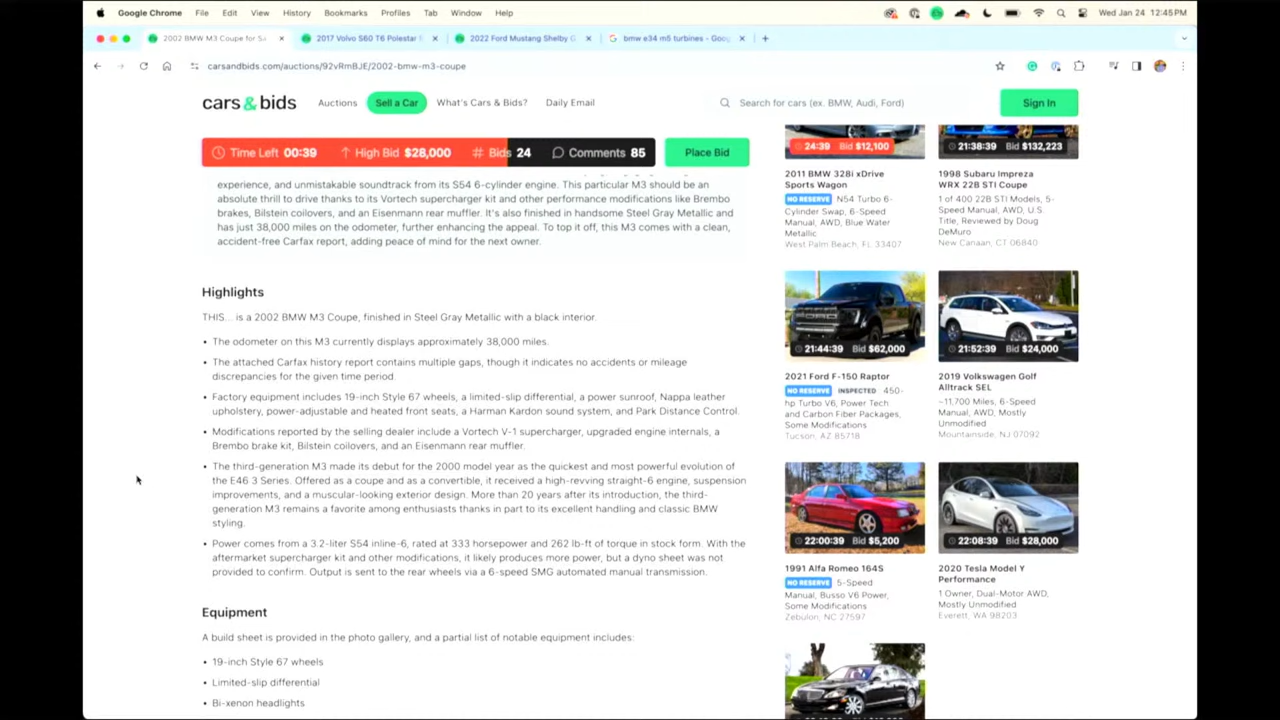 Google Chrome File Edit View History Bookmarks Profiles Tab Window Help Wed Jan 24 12:45PM
2002 BMW M3 Coupe for Sa 2017 Volvo S60 T6 Polestar 2022 Ford Mustang Shelby G bmw e34 m5 turbines - Goog
carsandbids.com/auctions/92vRmBJE/2002-bmw-m3-coupe
cars & bids Auctions Sell a Car What's Cars & Bids? Daily Email Search for cars (ex. BMW, Audi, Ford) Sign In
Time Left 00:39 High Bid $28,000 # Bids 24 Comments 85 Place Bid
experience, and unmistakable soundtrack from its S54 6-cylinder engine. This particular M3 should be an
absolute thrill to drive thanks to its Vortech supercharger kit and other performance modifications like Brembo
brakes, Bilstein coilovers, and an Eisenmann rear muffler. It's also finished in handsome Steel Gray Metallic and
has just 38,000 miles on the odometer, further enhancing the appeal. To top it off, this M3 comes with a clean,
accident-free Carfax report, adding peace of mind for the next owner.
Highlights
THIS... is a 2002 BMW M3 Coupe, finished in Steel Gray Metallic with a black interior.
• The odometer on this M3 currently displays approximately 38,000 miles.
• The attached Carfax history report contains multiple gaps, though it indicates no accidents or mileage
discrepancies for the given time period.
• Factory equipment includes 19-inch Style 67 wheels, a limited-slip differential, a power sunroof, Nappa leather
upholstery, power-adjustable and heated front seats, a Harman Kardon sound system, and Park Distance Control.
• Modifications reported by the selling dealer include a Vortech V-1 supercharger, upgraded engine internals, a
Brembo brake kit, Bilstein coilovers, and an Eisenmann rear muffler.
• The third-generation M3 made its debut for the 2000 model year as the quickest and most powerful evolution of
the E46 3 Series. Offered as a coupe and as a convertible, it received a high-revving straight-6 engine, suspension
improvements, and a muscular-looking exterior design. More than 20 years after its introduction, the third-
generation M3 remains a favorite among enthusiasts thanks in part to its excellent handling and classic BMW
styling.
• Power comes from a 3.2-liter S54 inline-6, rated at 333 horsepower and 262 lb-ft of torque in stock form. With the
aftermarket supercharger kit and other modifications, it likely produces more power, but a dyno sheet was not
provided to confirm. Output is sent to the rear wheels via a 6-speed SMG automated manual transmission.
Equipment
A build sheet is provided in the photo gallery, and a partial list of notable equipment includes:
• 19-inch Style 67 wheels
• Limited-slip differential
• Bi-xenon headlights
24:39 Bid $12,100
2011 BMW 328i xDrive
Sports Wagon
NO RESERVE N54 Turbo 6-
Cylinder Swap, 6-Speed
Manual, AWD, Blue Water
Metallic
West Palm Beach, FL 33407
21:38:39 Bid $132,223
1998 Subaru Impreza
WRX 22B STI Coupe
1 of 400 22B STI Models, 5-
Speed Manual, AWD, U.S.
Title, Reviewed by Doug
DeMuro
New Canaan, CT 06840
21:44:39 Bid $62,000
2021 Ford F-150 Raptor
NO RESERVE INSPECTED 450-
hp Turbo V6, Power Tech
and Carbon Fiber Packages,
Some Modifications
Tucson, AZ 85718
21:52:39 Bid $24,000
2019 Volkswagen Golf
Alltrack SEL
~11,700 Miles, 6-Speed
Manual, AWD, Mostly
Unmodified
Mountainside, NJ 07092
22:00:39 Bid $5,200
1991 Alfa Romeo 164S
NO RESERVE 5-Speed
Manual, Busso V6 Power,
Some Modifications
Zebulon, NC 27597
22:08:39 Bid $28,000
2020 Tesla Model Y
Performance
1 Owner, Dual-Motor AWD,
Mostly Unmodified
Everett, WA 98203